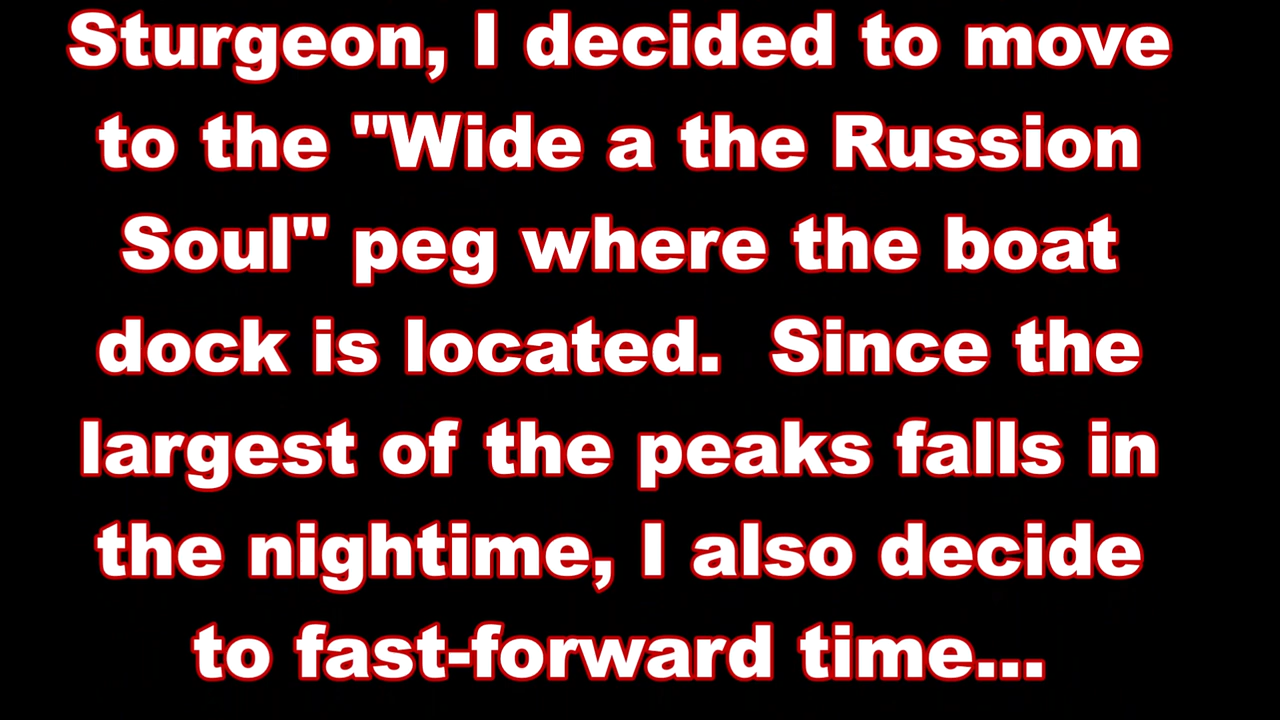 Sturgeon, I decided to move
to the "Wide a the Russion
Soul" peg where the boat
dock is located.  Since the
largest of the peaks falls in
the nightime, I also decide
to fast-forward time...